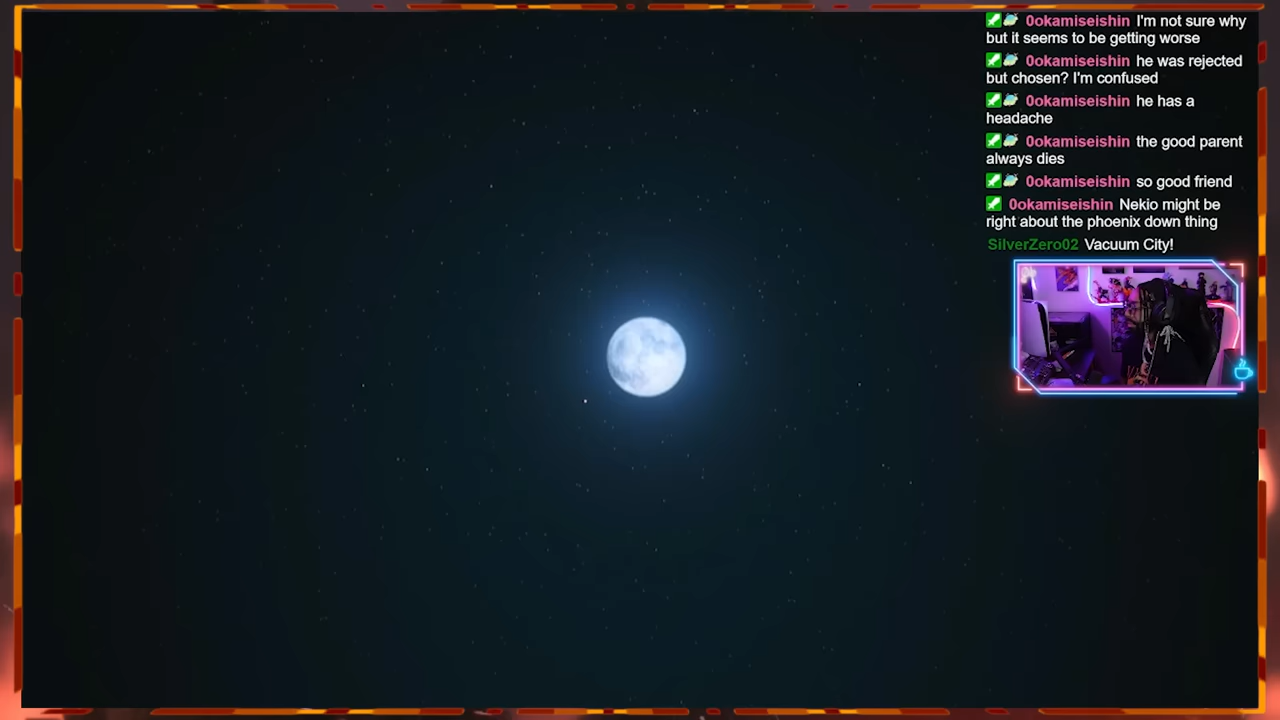 0okamiseishin I'm not sure why
but it seems to be getting worse
0okamiseishin he was rejected
but chosen? I'm confused
0okamiseishin he has a
headache
0okamiseishin the good parent
always dies
0okamiseishin so good friend
0okamiseishin Nekio might be
right about the phoenix down thing
SilverZero02 Vacuum City!